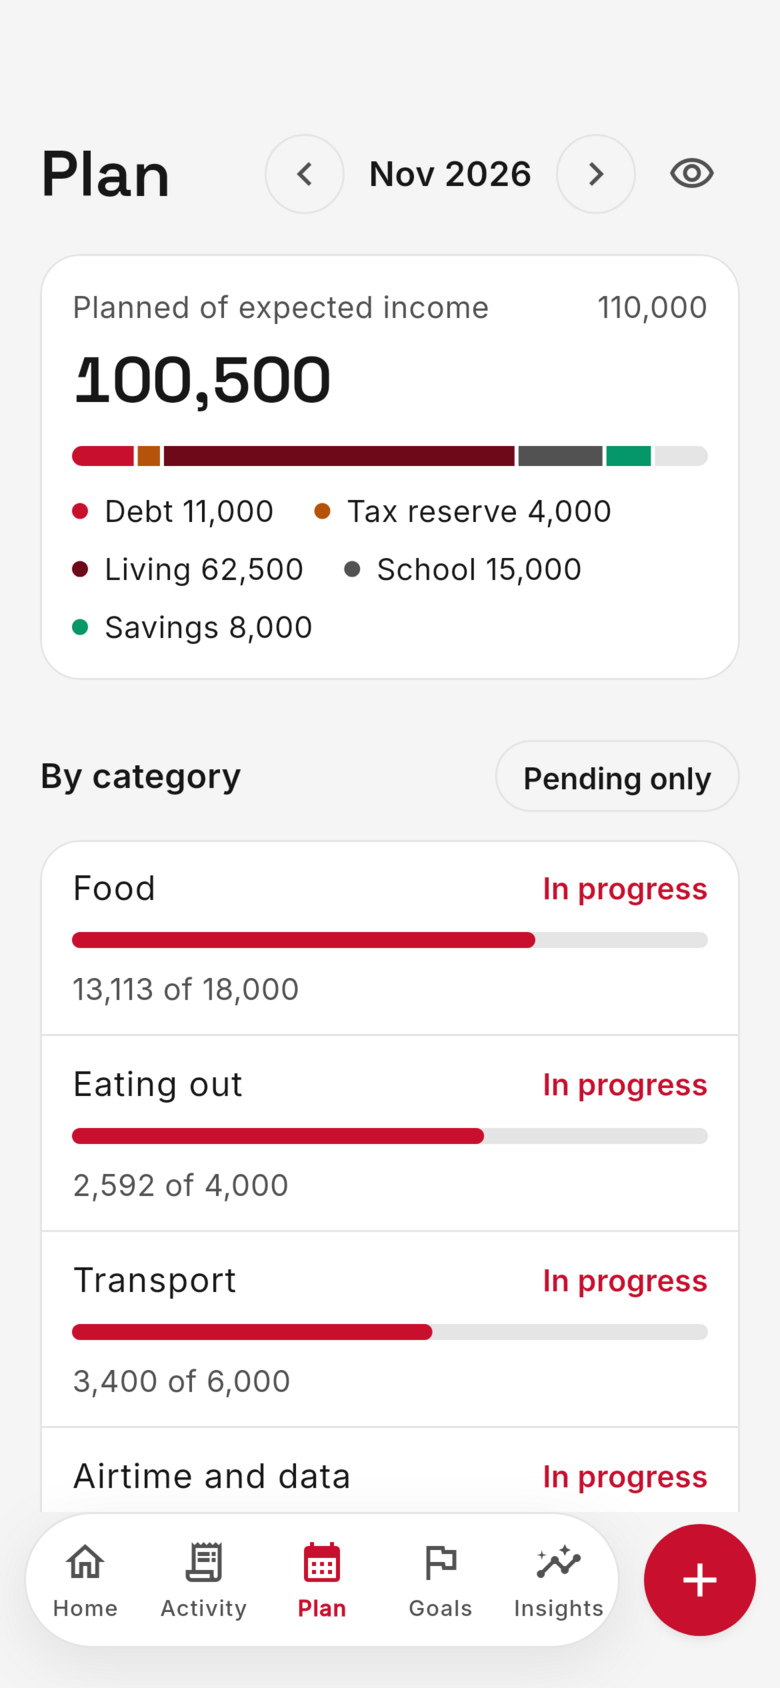 Plan
Nov 2026
Planned of expected income 110,000
100,500
Debt 11,000 Tax reserve 4,000
Living 62,500 School 15,000
Savings 8,000
By category Pending only
Food In progress
13,113 of 18,000
Eating out In progress
2,592 of 4,000
Transport In progress
3,400 of 6,000
Airtime and data In progress
Home Activity Plan Goals Insights